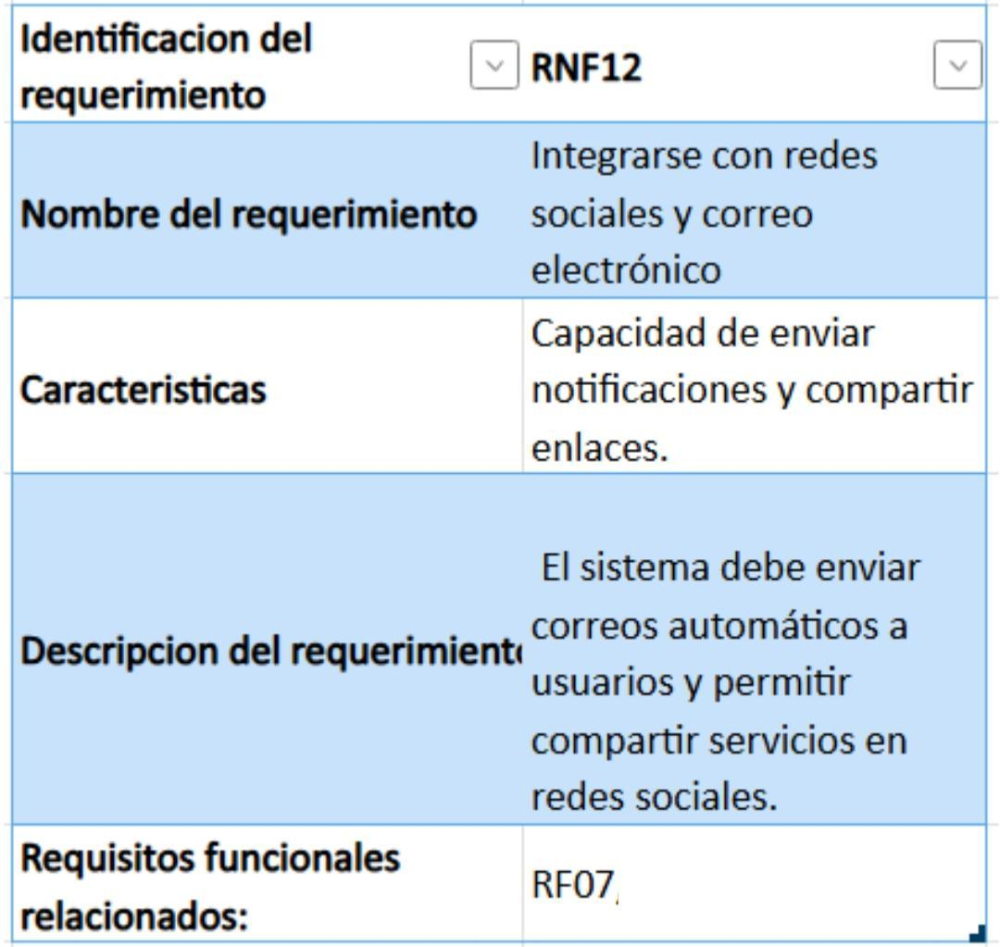 Identificacion del
requerimiento
RNF12
Nombre del requerimiento
Integrarse con redes
sociales y correo
electrónico
Caracteristicas
Capacidad de enviar
notificaciones y compartir
enlaces.
Descripcion del requerimiento
El sistema debe enviar
correos automáticos a
usuarios y permitir
compartir servicios en
redes sociales.
Requisitos funcionales
relacionados:
RF07,